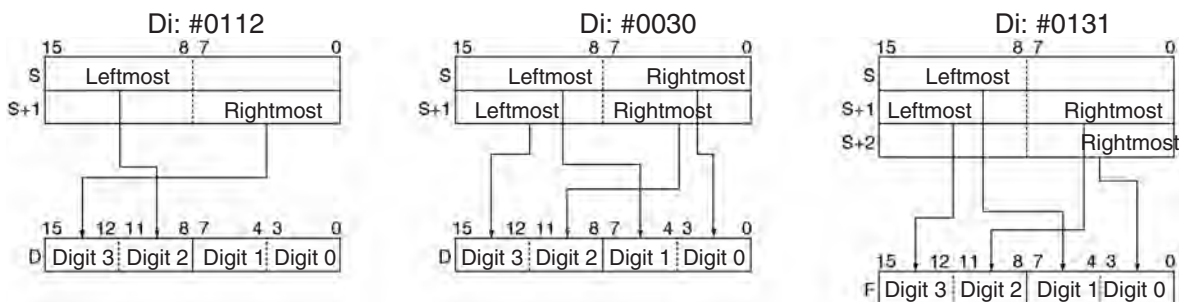 Di: #0112
15 8 7 0
S Leftmost
S+1 Rightmost
15 12 11 8 7 4 3 0
D Digit 3 Digit 2 Digit 1 Digit 0
Di: #0030
15 8 7 0
S Leftmost Rightmost
S+1 Leftmost Rightmost
15 12 11 8 7 4 3 0
D Digit 3 Digit 2 Digit 1 Digit 0
Di: #0131
15 8 7 0
S Leftmost
S+1 Leftmost Rightmost
S+2 Rightmost
15 12 11 8 7 4 3 0
F Digit 3 Digit 2 Digit 1 Digit 0